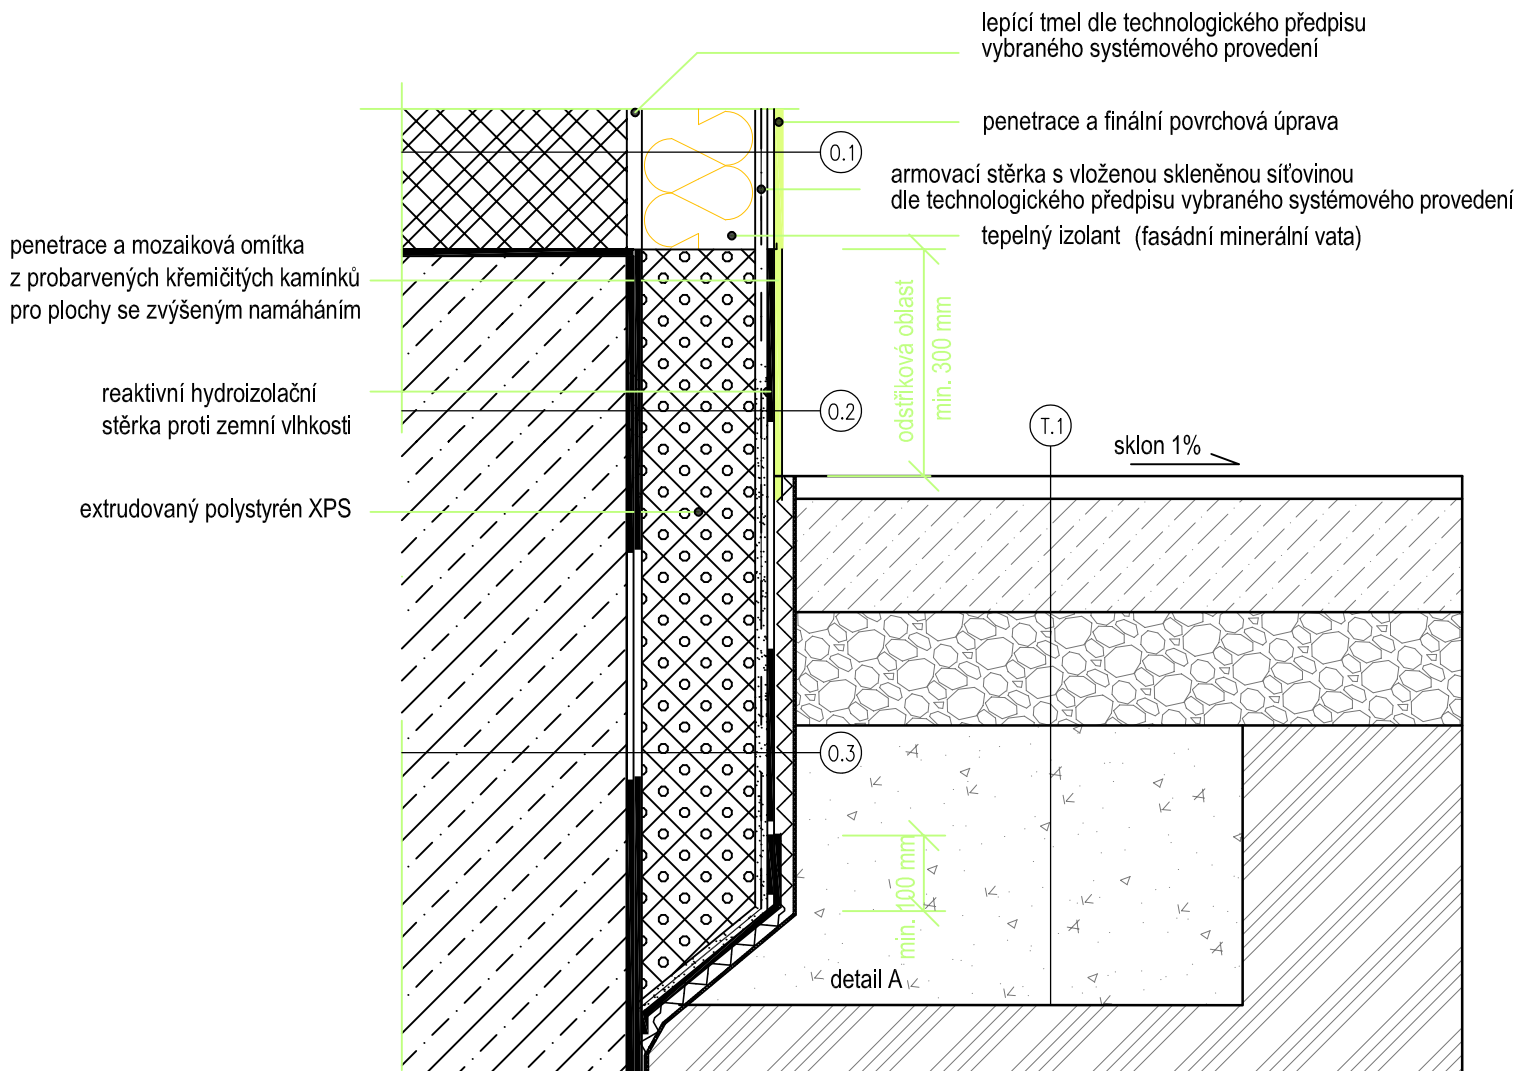 lepící tmel dle technologického předpisu
vybraného systémového provedení
penetrace a finální povrchová úprava
0.1
armovací stěrka s vloženou skleněnou síťovinou
dle technologického předpisu vybraného systémového provedení
tepelný izolant (fasádní minerální vata)
penetrace a mozaiková omítka
z probarvených křemičitých kamínků
pro plochy se zvýšeným namáháním
odstřiková oblast
min. 300 mm
reaktivní hydroizolační
stěrka proti zemní vlhkosti
0.2
T.1
sklon 1%
extrudovaný polystyrén XPS
0.3
min. 100 mm
detail A